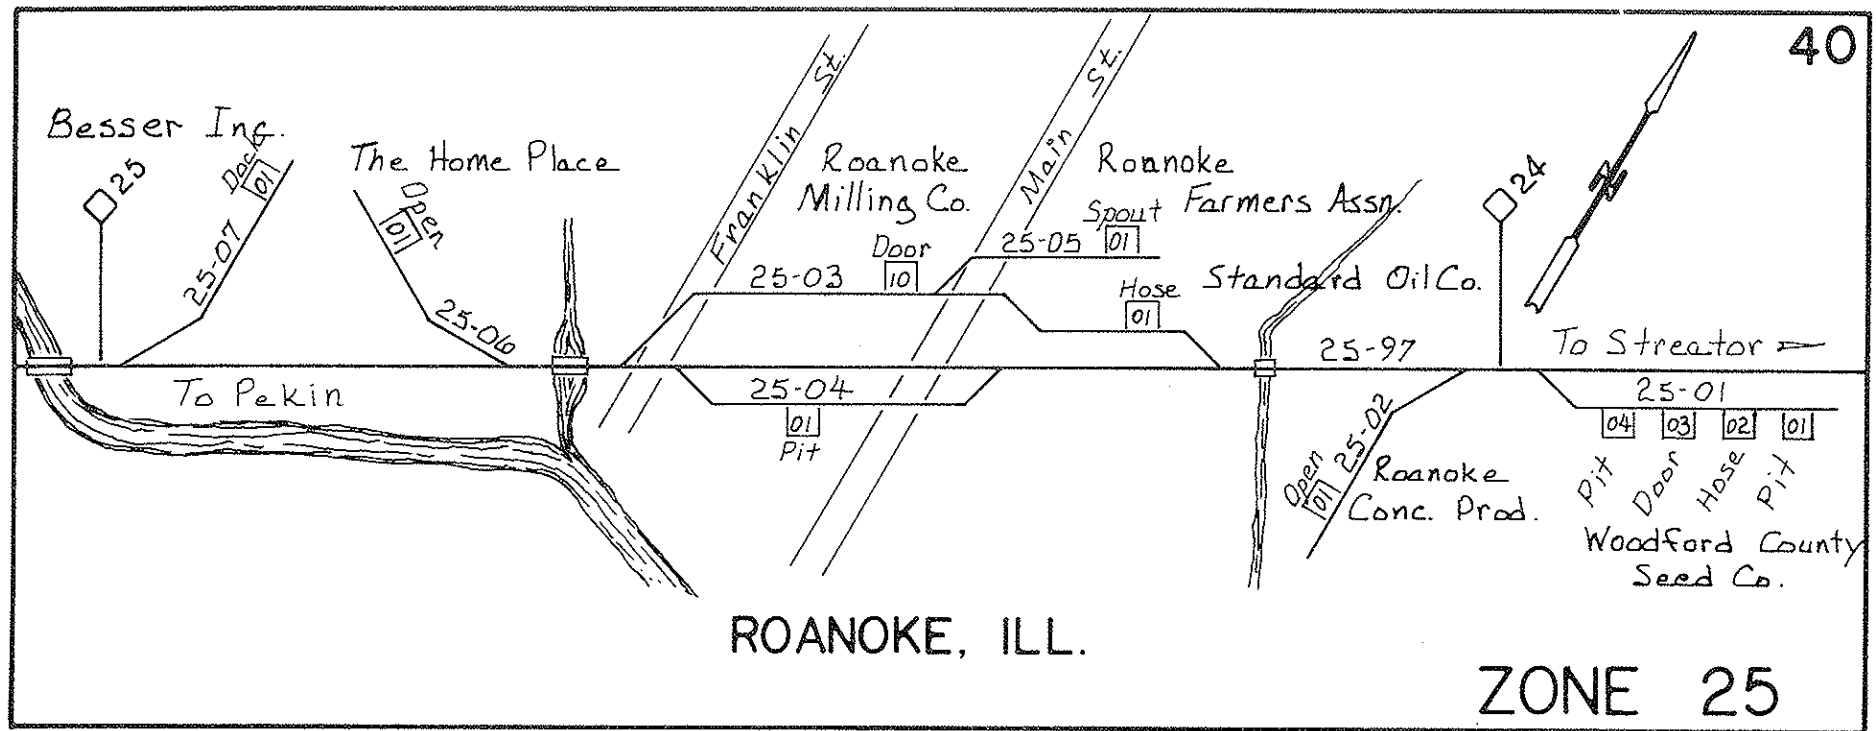 40
Besser Inc.
25
Dock
01
25-07
The Home Place
Open
01
25-06
Franklin St.
Roanoke
Milling Co.
Door
10
25-03
Main St.
Roanoke
Farmers Assn.
Spout
01
25-05
Hose
01
Standard Oil Co.
24
25-97
To Streator
To Pekin
25-04
01
Pit
Open
01
25-02
Roanoke
Conc. Prod.
25-01
04 03 02 01
Pit Door Hose Pit
Woodford County
Seed Co.
ROANOKE, ILL.
ZONE 25